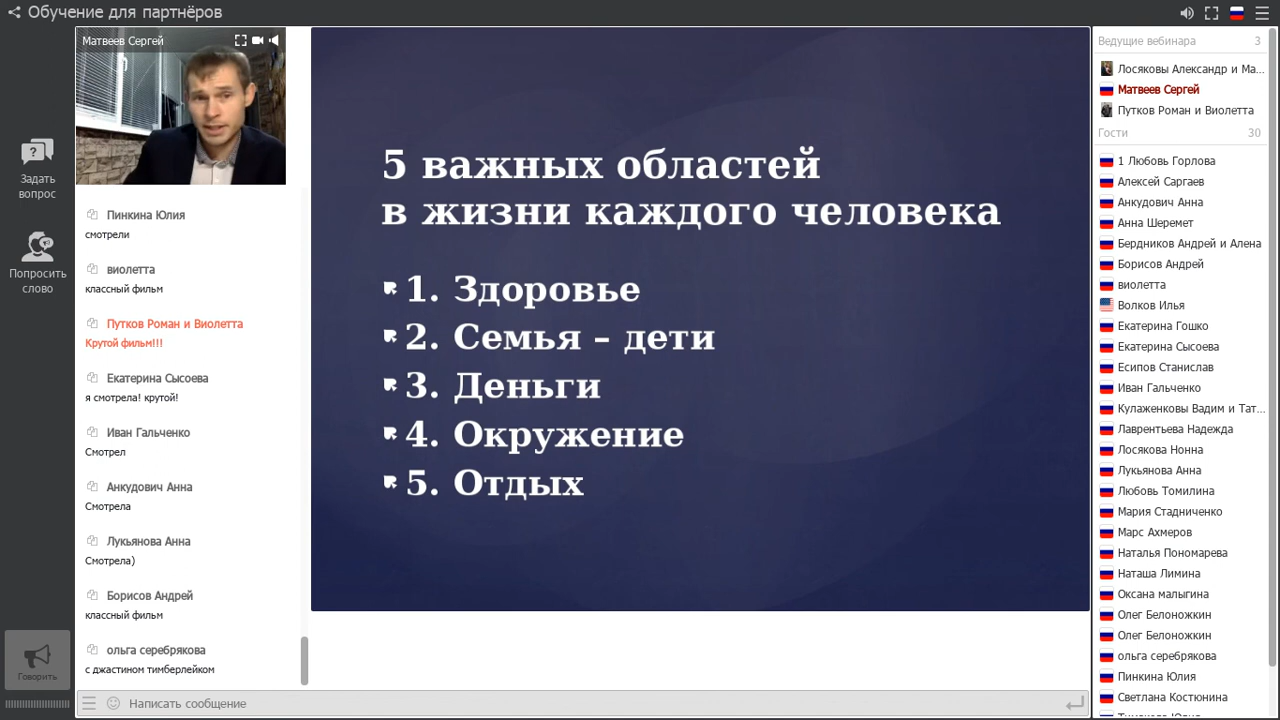 Обучение для партнёров
Задать
вопрос
Попросить
слово
Говорить
Матвеев Сергей
Пинкина Юлия
смотрели
виолетта
классный фильм
Путков Роман и Виолетта
Крутой фильм!!!
Екатерина Сысоева
я смотрела! крутой!
Иван Гальченко
Смотрел
Анкудович Анна
Смотрела
Лукьянова Анна
Смотрела)
Борисов Андрей
классный фильм
ольга серебрякова
с джастином тимберлейком
Написать сообщение
5 важных областей
в жизни каждого человека
1. Здоровье
2. Семья – дети
3. Деньги
4. Окружение
5. Отдых
Ведущие вебинара 3
Лосяковы Александр и Ма...
Матвеев Сергей
Путков Роман и Виолетта
Гости 30
1 Любовь Горлова
Алексей Саргаев
Анкудович Анна
Анна Шеремет
Бердников Андрей и Алена
Борисов Андрей
виолетта
Волков Илья
Екатерина Гошко
Екатерина Сысоева
Есипов Станислав
Иван Гальченко
Кулаженковы Вадим и Тат...
Лаврентьева Надежда
Лосякова Нонна
Лукьянова Анна
Любовь Томилина
Мария Стадниченко
Марс Ахмеров
Наталья Пономарева
Наташа Лимина
Оксана малыгина
Олег Белоножкин
Олег Белоножкин
ольга серебрякова
Пинкина Юлия
Светлана Костюнина